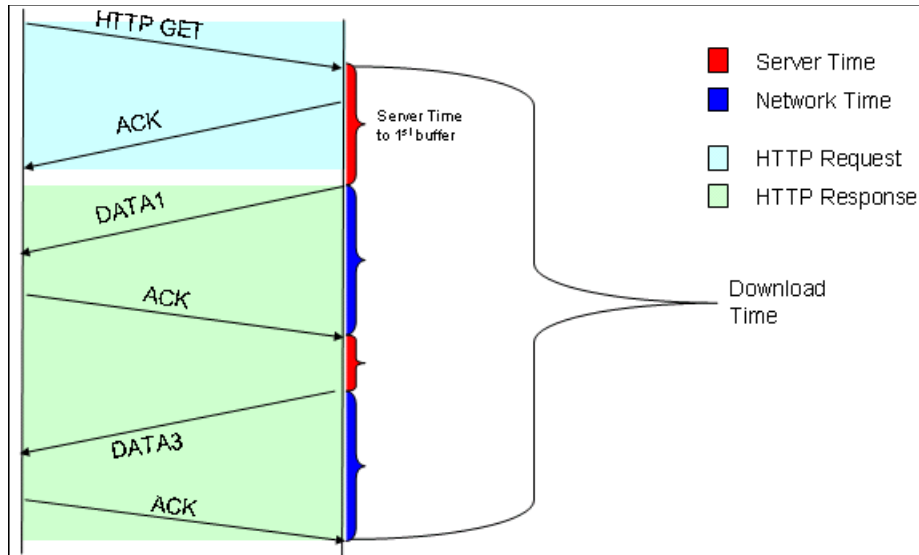 HTTP GET
Server Time
Network Time
Server Time
to 1st buffer
ACK
HTTP Request
HTTP Response
DATA1
Download
Time
ACK
DATA3
ACK